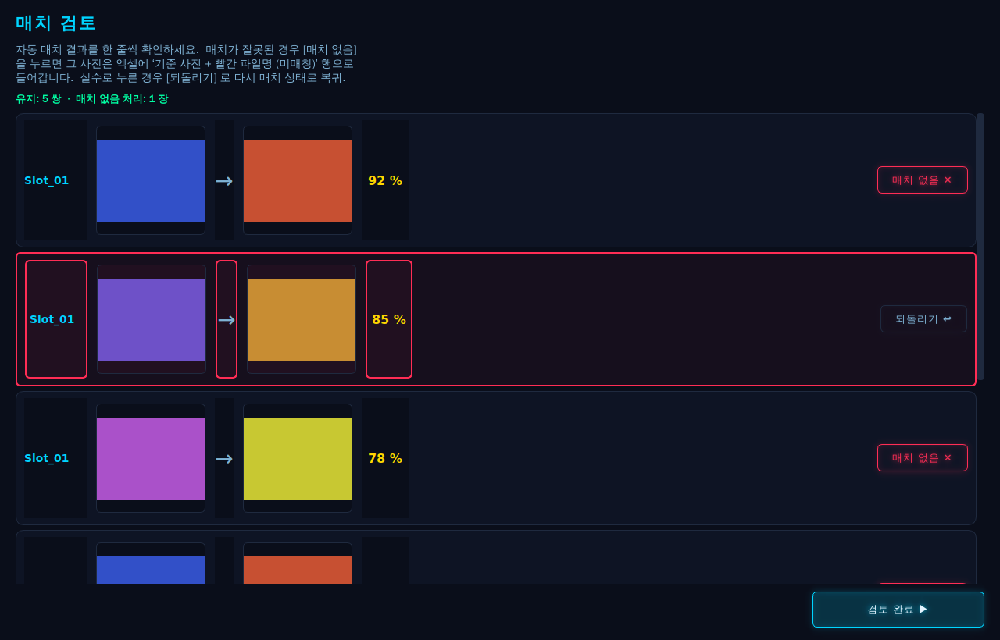 매치 검토
자동 매치 결과를 한 줄씩 확인하세요.  매치가 잘못된 경우 [매치 없음]
을 누르면 그 사진은 엑셀에 ‘기준 사진 + 빨간 파일명 (미매칭)’ 행으로
들어갑니다.  실수로 누른 경우 [되돌리기] 로 다시 매치 상태로 복귀.
유지: 5 쌍 · 매치 없음 처리: 1 장
Slot_01 → 92 % 매치 없음 ✕
Slot_01 → 85 % 되돌리기 ↩
Slot_01 → 78 % 매치 없음 ✕
검토 완료 ▶